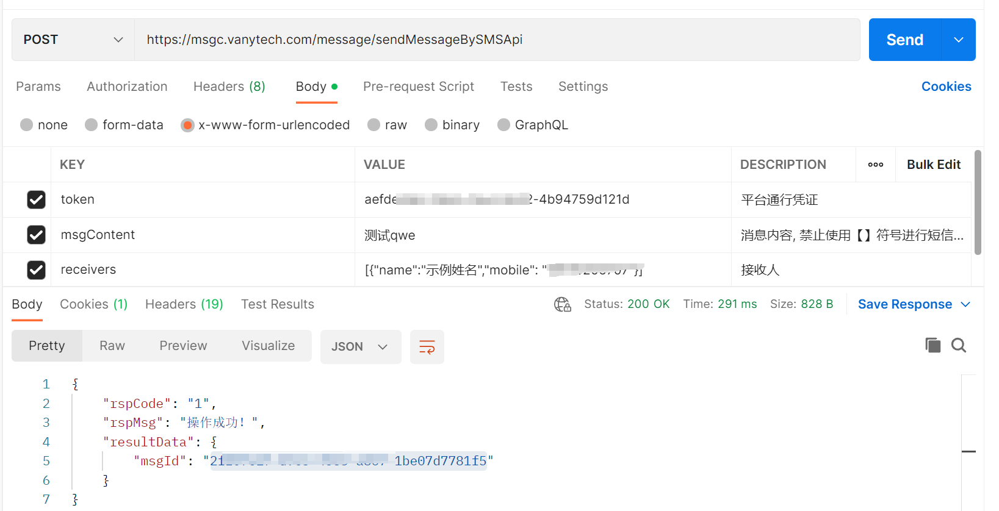 POST https://msgc.vanytech.com/message/sendMessageBySMSApi Send
Params Authorization Headers (8) Body Pre-request Script Tests Settings Cookies
none form-data x-www-form-urlencoded raw binary GraphQL
KEY VALUE DESCRIPTION ooo Bulk Edit
token aefde 2-4b94759d121d 平台通行凭证
msgContent 测试qwe 消息内容, 禁止使用【】符号进行短信...
receivers [{"name":"示例姓名","mobile": " "}] 接收人
Body Cookies (1) Headers (19) Test Results Status: 200 OK Time: 291 ms Size: 828 B Save Response
Pretty Raw Preview Visualize JSON
1 {
2 "rspCode": "1",
3 "rspMsg": "操作成功！",
4 "resultData": {
5 "msgId": "2f 1be07d7781f5"
6 }
7 }